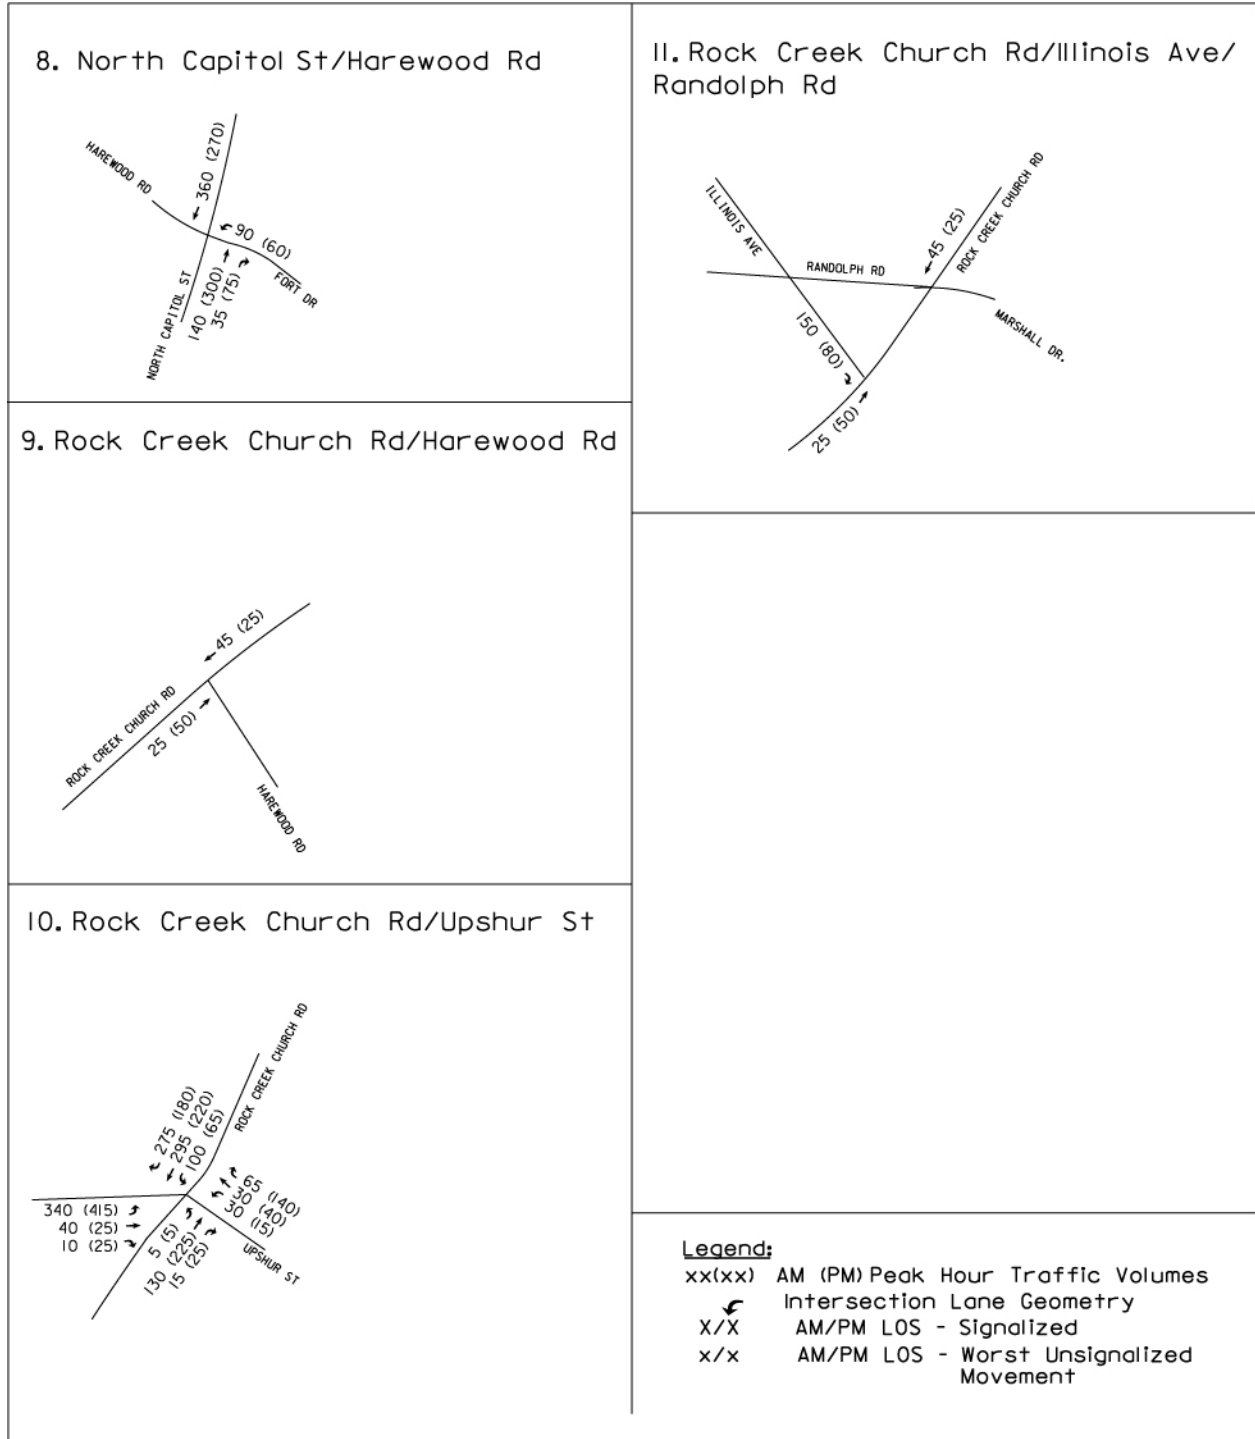 8. North Capitol St/Harewood Rd
HAREWOOD RD
360 (270)
90 (60)
FORT DR
NORTH CAPITOL ST
140 (300)
35 (75)
9. Rock Creek Church Rd/Harewood Rd
45 (25)
ROCK CREEK CHURCH RD
25 (50)
HAREWOOD RD
10. Rock Creek Church Rd/Upshur St
ROCK CREEK CHURCH RD
275 (180)
295 (220)
100 (65)
65 (140)
30 (40)
30 (15)
340 (415)
40 (25)
10 (25)
5 (5)
130 (225)
15 (25)
UPSHUR ST
11. Rock Creek Church Rd/Illinois Ave/
Randolph Rd
ILLINOIS AVE
RANDOLPH RD
45 (25)
ROCK CREEK CHURCH RD
MARSHALL DR.
150 (80)
25 (50)
Legend:
xx(xx) AM (PM) Peak Hour Traffic Volumes
Intersection Lane Geometry
X/X AM/PM LOS - Signalized
x/x AM/PM LOS - Worst Unsignalized
Movement